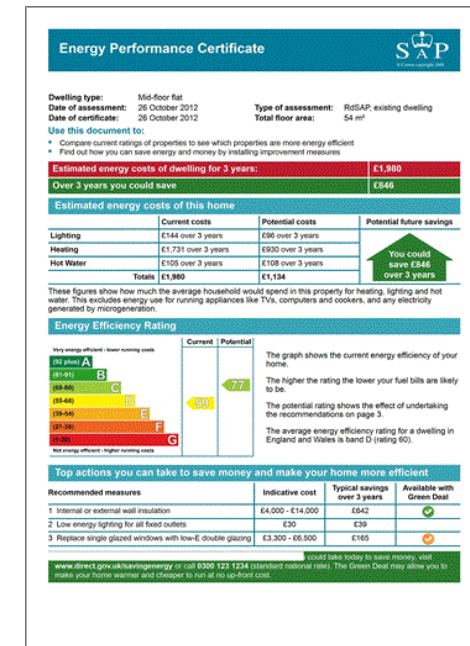 Energy Performance Certificate
SAP
© Crown copyright 2009
Dwelling type: Mid-floor flat
Date of assessment: 26 October 2012 Type of assessment: RdSAP, existing dwelling
Date of certificate: 26 October 2012 Total floor area: 54 m²
Use this document to:
• Compare current ratings of properties to see which properties are more energy efficient
• Find out how you can save energy and money by installing improvement measures
Estimated energy costs of dwelling for 3 years: £1,980
Over 3 years you could save £846
Estimated energy costs of this home
Current costs Potential costs Potential future savings
Lighting £144 over 3 years £96 over 3 years
Heating £1,731 over 3 years £930 over 3 years
Hot Water £105 over 3 years £108 over 3 years
Totals £1,980 £1,134
You could
save £846
over 3 years
These figures show how much the average household would spend in this property for heating, lighting and hot
water. This excludes energy use for running appliances like TVs, computers and cookers, and any electricity
generated by microgeneration.
Energy Efficiency Rating
Current Potential
Very energy efficient - lower running costs
(92 plus) A
(81-91) B
(69-80) C
(55-68) D
(39-54) E
(21-38) F
(1-20) G
Not energy efficient - higher running costs
59
77
The graph shows the current energy efficiency of your
home.
The higher the rating the lower your fuel bills are likely
to be.
The potential rating shows the effect of undertaking
the recommendations on page 3.
The average energy efficiency rating for a dwelling in
England and Wales is band D (rating 60).
Top actions you can take to save money and make your home more efficient
Recommended measures Indicative cost Typical savings over 3 years Available with Green Deal
1 Internal or external wall insulation £4,000 - £14,000 £642
2 Low energy lighting for all fixed outlets £30 £39
3 Replace single glazed windows with low-E double glazing £3,300 - £6,500 £165
could take today to save money, visit
www.direct.gov.uk/savingenergy or call 0300 123 1234 (standard national rate). The Green Deal may allow you to
make your home warmer and cheaper to run at no up-front cost.